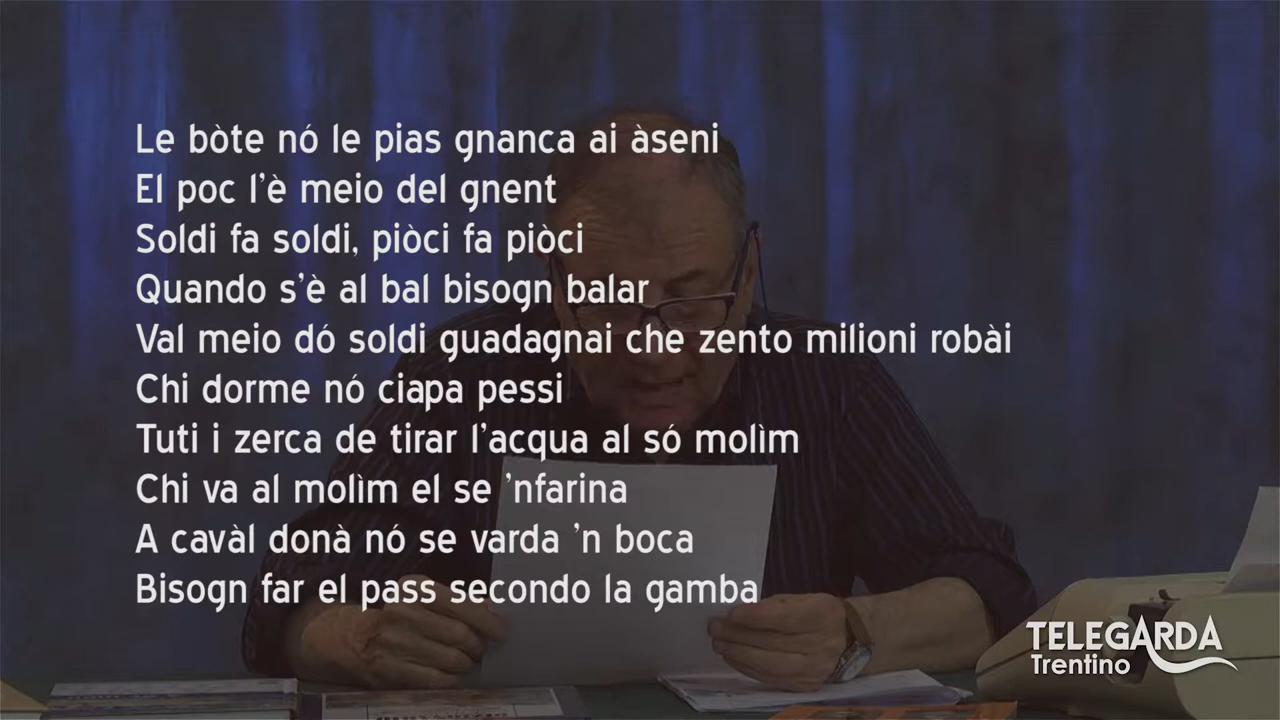 Le bòte nó le pias gnanca ai àseni
El poc l'è meio del gnent
Soldi fa soldi, piòci fa piòci
Quando s'è al bal bisogn balar
Val meio dó soldi guadagnai che zento milioni robài
Chi dorme nó ciapa pessi
Tuti i zerca de tirar l'acqua al só molìm
Chi va al molìm el se 'nfarina
A cavàl donà nó se varda 'n boca
Bisogn far el pass secondo la gamba
TELEGARDA
Trentino